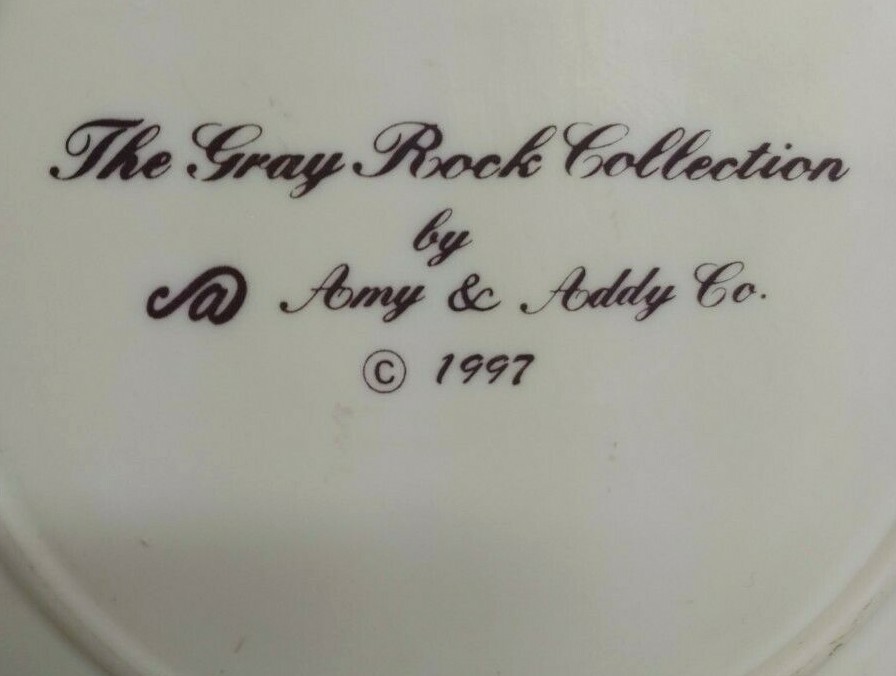 The Gray Rock Collection
by
Amy & Addy Co.
© 1997